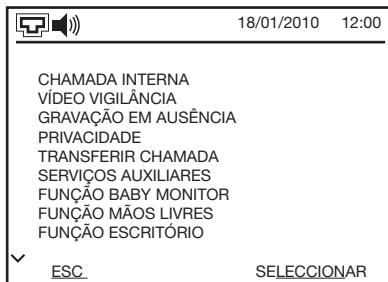 18/01/2010 12:00
CHAMADA INTERNA
VÍDEO VIGILÂNCIA
GRAVAÇÃO EM AUSÊNCIA
PRIVACIDADE
TRANSFERIR CHAMADA
SERVIÇOS AUXILIARES
FUNÇÃO BABY MONITOR
FUNÇÃO MÃOS LIVRES
FUNÇÃO ESCRITÓRIO
ESC SELECCIONAR